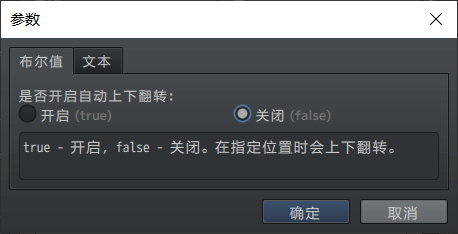 参数
布尔值 文本
是否开启自动上下翻转:
开启 (true) 关闭 (false)
true - 开启, false - 关闭。在指定位置时会上下翻转。
确定 取消